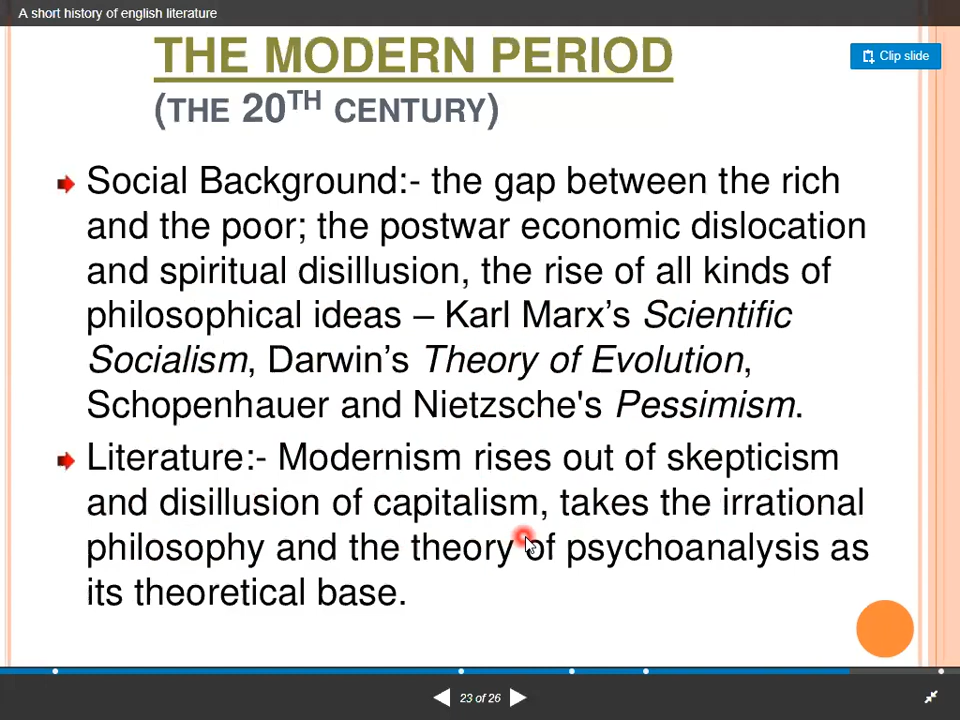 A short history of english literature
Clip slide
THE MODERN PERIOD
(THE 20TH CENTURY)
Social Background:- the gap between the rich
and the poor; the postwar economic dislocation
and spiritual disillusion, the rise of all kinds of
philosophical ideas – Karl Marx’s Scientific
Socialism, Darwin’s Theory of Evolution,
Schopenhauer and Nietzsche's Pessimism.
Literature:- Modernism rises out of skepticism
and disillusion of capitalism, takes the irrational
philosophy and the theory of psychoanalysis as
its theoretical base.
23 of 26